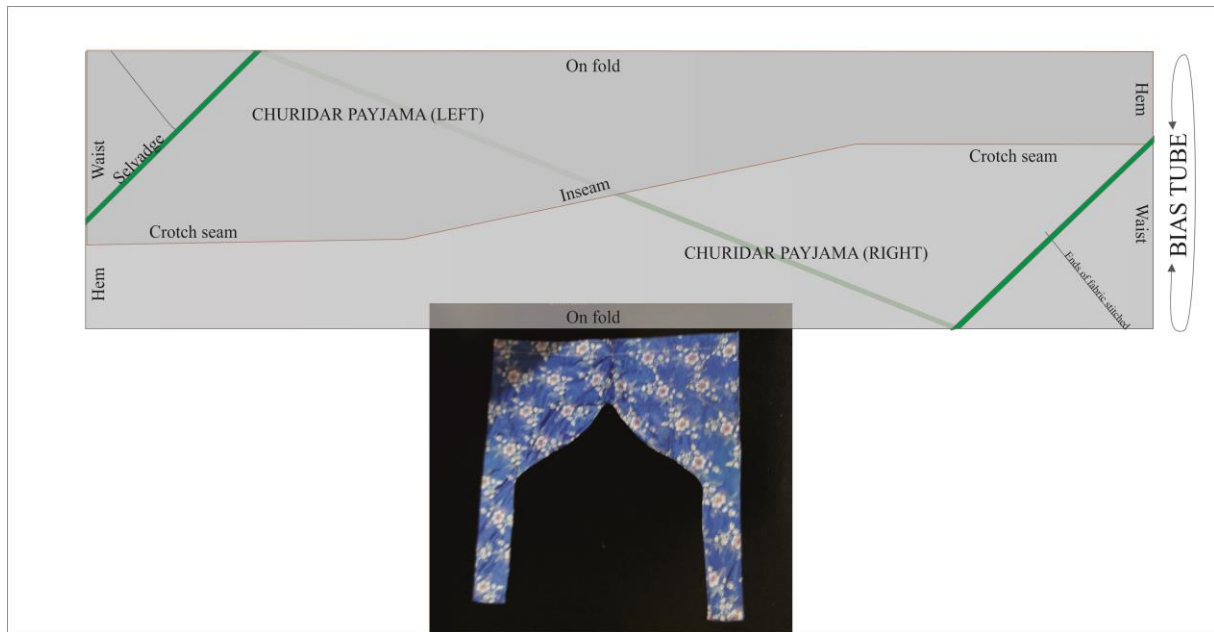 On fold
Hem
CHURIDAR PAYJAMA (LEFT)
Waist
Selvadge
Crotch seam
Inseam
Crotch seam
BIAS TUBE
Waist
CHURIDAR PAYJAMA (RIGHT)
Ends of fabric stitched
Hem
On fold